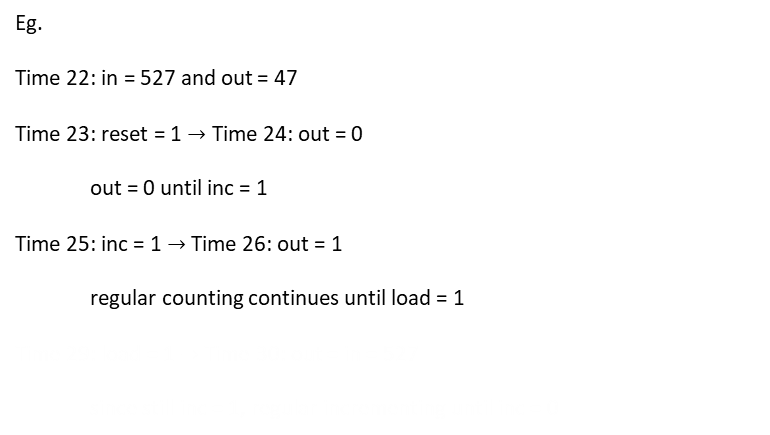 Eg.
Time 22: in = 527 and out = 47
Time 23: reset = 1 → Time 24: out = 0
out = 0 until inc = 1
Time 25: inc = 1 → Time 26: out = 1
regular counting continues until load = 1